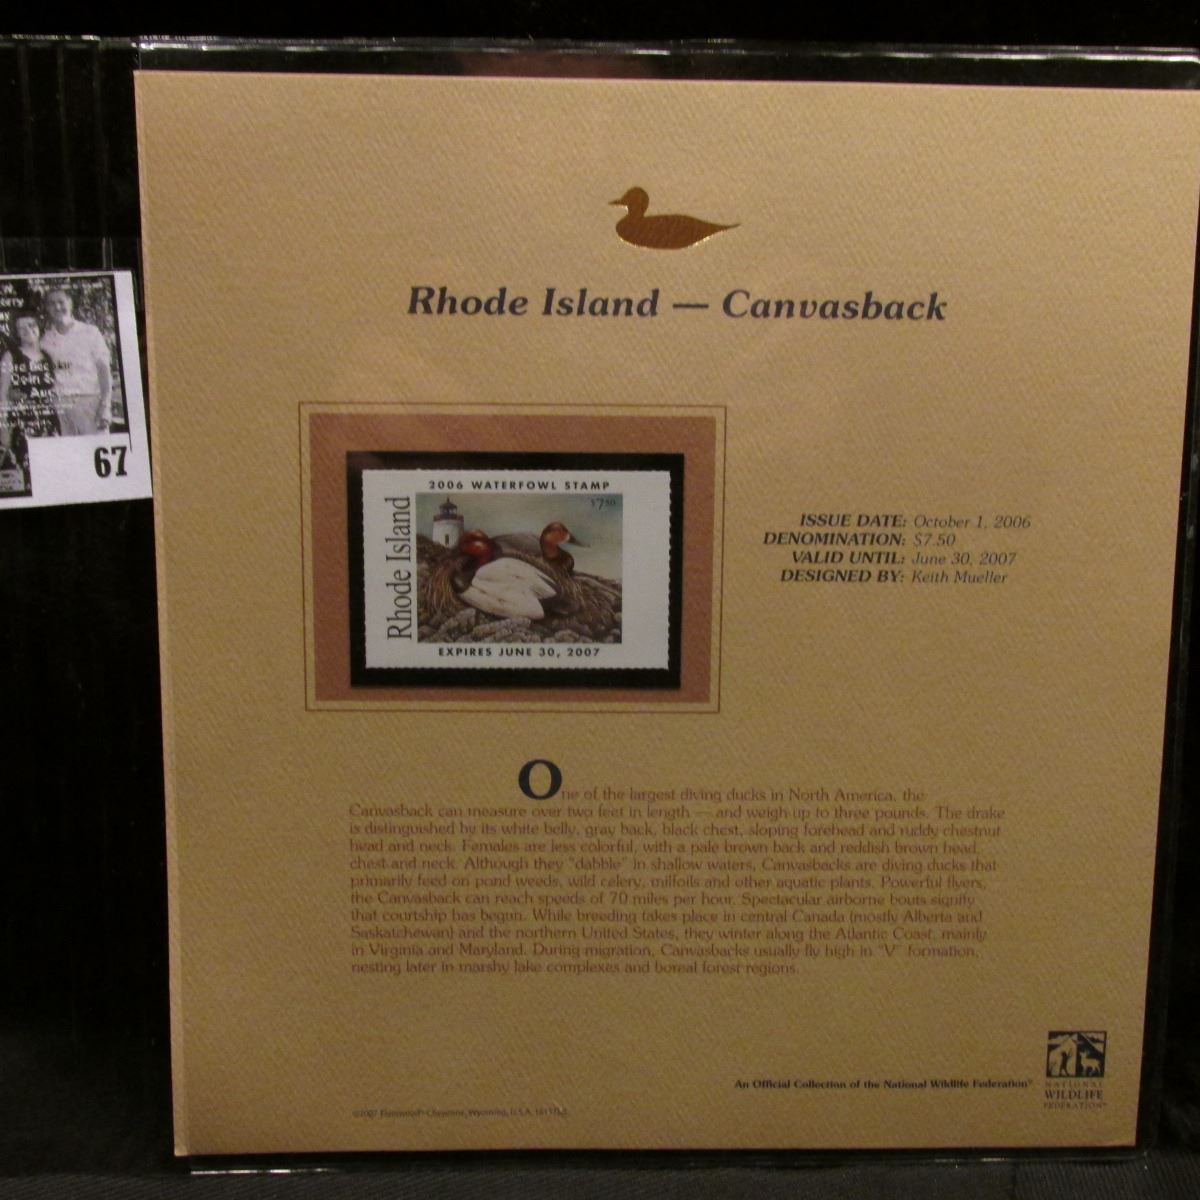 Rhode Island — Canvasback
2006 WATERFOWL STAMP
$7.50
Rhode Island
EXPIRES JUNE 30, 2007
ISSUE DATE: October 1, 2006
DENOMINATION: $7.50
VALID UNTIL: June 30, 2007
DESIGNED BY: Keith Mueller
One of the largest diving ducks in North America, the
Canvasback can measure over two feet in length — and weigh up to three pounds. The drake
is distinguished by its white belly, gray back, black chest, sloping forehead and ruddy chestnut
head and neck. Females are less colorful, with a pale brown back and reddish brown head,
chest and neck. Although they "dabble" in shallow waters, Canvasbacks are diving ducks that
primarily feed on pond weeds, wild celery, milfoils and other aquatic plants. Powerful flyers,
the Canvasback can reach speeds of 70 miles per hour. Spectacular airborne bouts signify
that courtship has begun. While breeding takes place in central Canada (mostly Alberta and
Saskatchewan) and the northern United States, they winter along the Atlantic Coast, mainly
in Virginia and Maryland. During migration, Canvasbacks usually fly high in "V" formation,
nesting later in marshy lake complexes and boreal forest regions.
An Official Collection of the National Wildlife Federation®
NATIONAL
WILDLIFE
FEDERATION®
©2007 Fleetwood® Cheyenne, Wyoming, U.S.A.
Coin &
67